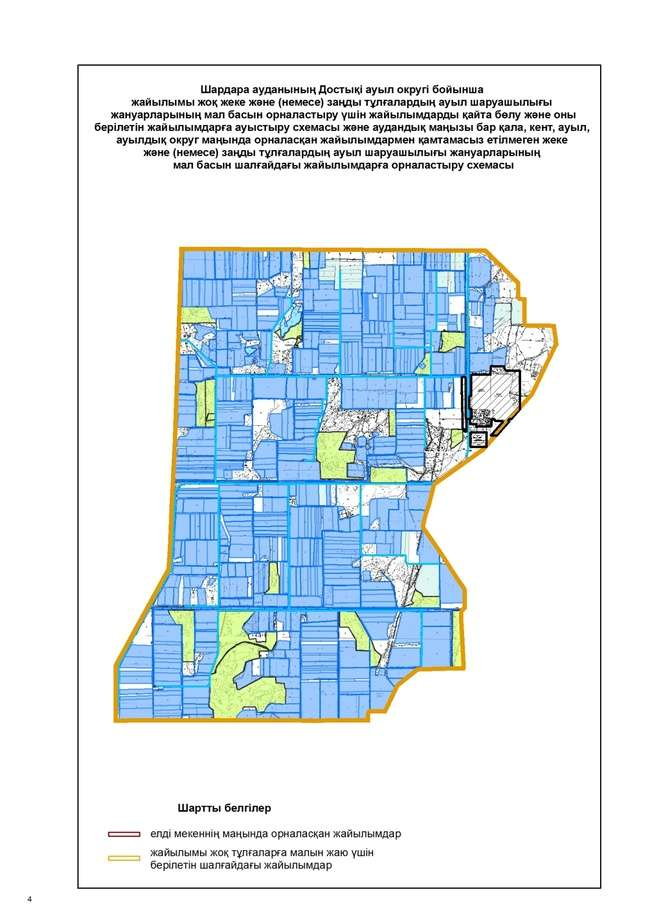 Шардара ауданының Достықі ауыл округі бойынша
жайылымы жоқ жеке және (немесе) заңды тұлғалардың ауыл шаруашылығы
жануарларының мал басын орналастыру үшін жайылымдарды қайта бөлу және оны
берілетін жайылымдарға ауыстыру схемасы және аудандық маңызы бар қала, кент, ауыл,
ауылдық округ маңында орналасқан жайылымдармен қамтамасыз етілмеген жеке
және (немесе) заңды тұлғалардың ауыл шаруашылығы жануарларының
мал басын шалғайдағы жайылымдарға орналастыру схемасы
Шартты белгілер
елді мекеннің маңында орналасқан жайылымдар
жайылымы жоқ тұлғаларға малын жаю үшін
берілетін шалғайдағы жайылымдар
4